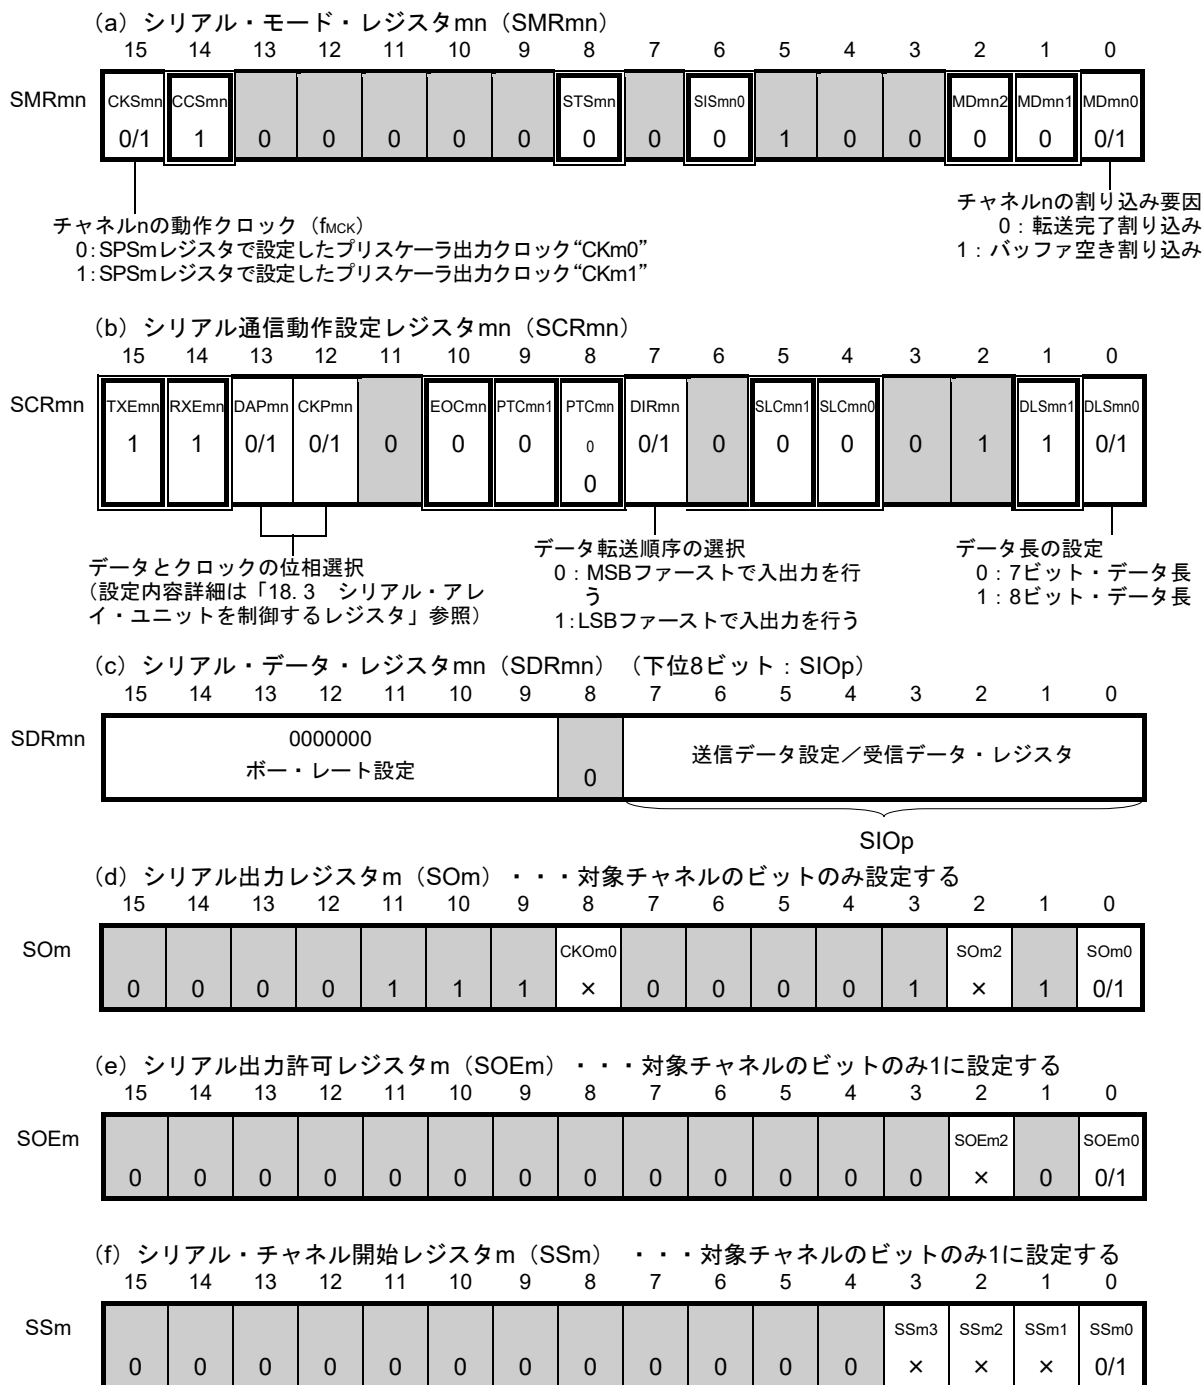 (a) シリアル・モード・レジスタmn(SMRmn)
15 14 13 12 11 10 9 8 7 6 5 4 3 2 1 0
SMRmn CKSmn CCSmn STSmn SISmn0 MDmn2 MDmn1 MDmn0
0/1 1 0 0 0 0 0 0 0 0 1 0 0 0 0 0/1
チャネルnの動作クロック(fMCK)
0:SPSmレジスタで設定したプリスケーラ出力クロック“CKm0”
1:SPSmレジスタで設定したプリスケーラ出力クロック“CKm1”
チャネルnの割り込み要因
0:転送完了割り込み
1:バッファ空き割り込み
(b) シリアル通信動作設定レジスタmn(SCRmn)
15 14 13 12 11 10 9 8 7 6 5 4 3 2 1 0
SCRmn TXEmn RXEmn DAPmn CKPmn EOCmn PTCmn1 PTCmn DIRmn SLCmn1 SLCmn0 DLSmn1 DLSmn0
1 1 0/1 0/1 0 0 0 0 0/1 0 0 0 0 1 1 0/1
0
データとクロックの位相選択
(設定内容詳細は「18.3 シリアル・アレ
イ・ユニットを制御するレジスタ」参照)
データ転送順序の選択
0:MSBファーストで入出力を行
う
1:LSBファーストで入出力を行う
データ長の設定
0:7ビット・データ長
1:8ビット・データ長
(c) シリアル・データ・レジスタmn(SDRmn) (下位8ビット:SIOp)
15 14 13 12 11 10 9 8 7 6 5 4 3 2 1 0
SDRmn 0000000
ボー・レート設定
0
送信データ設定/受信データ・レジスタ
SIOp
(d) シリアル出力レジスタm(SOm)・・・対象チャネルのビットのみ設定する
15 14 13 12 11 10 9 8 7 6 5 4 3 2 1 0
SOm CKOm0 SOm2 SOm0
0 0 0 0 1 1 1 × 0 0 0 0 1 × 1 0/1
(e) シリアル出力許可レジスタm(SOEm)・・・対象チャネルのビットのみ1に設定する
15 14 13 12 11 10 9 8 7 6 5 4 3 2 1 0
SOEm SOEm2 SOEm0
0 0 0 0 0 0 0 0 0 0 0 0 0 × 0 0/1
(f) シリアル・チャネル開始レジスタm(SSm) ・・・対象チャネルのビットのみ1に設定する
15 14 13 12 11 10 9 8 7 6 5 4 3 2 1 0
SSm SSm3 SSm2 SSm1 SSm0
0 0 0 0 0 0 0 0 0 0 0 0 × × × 0/1